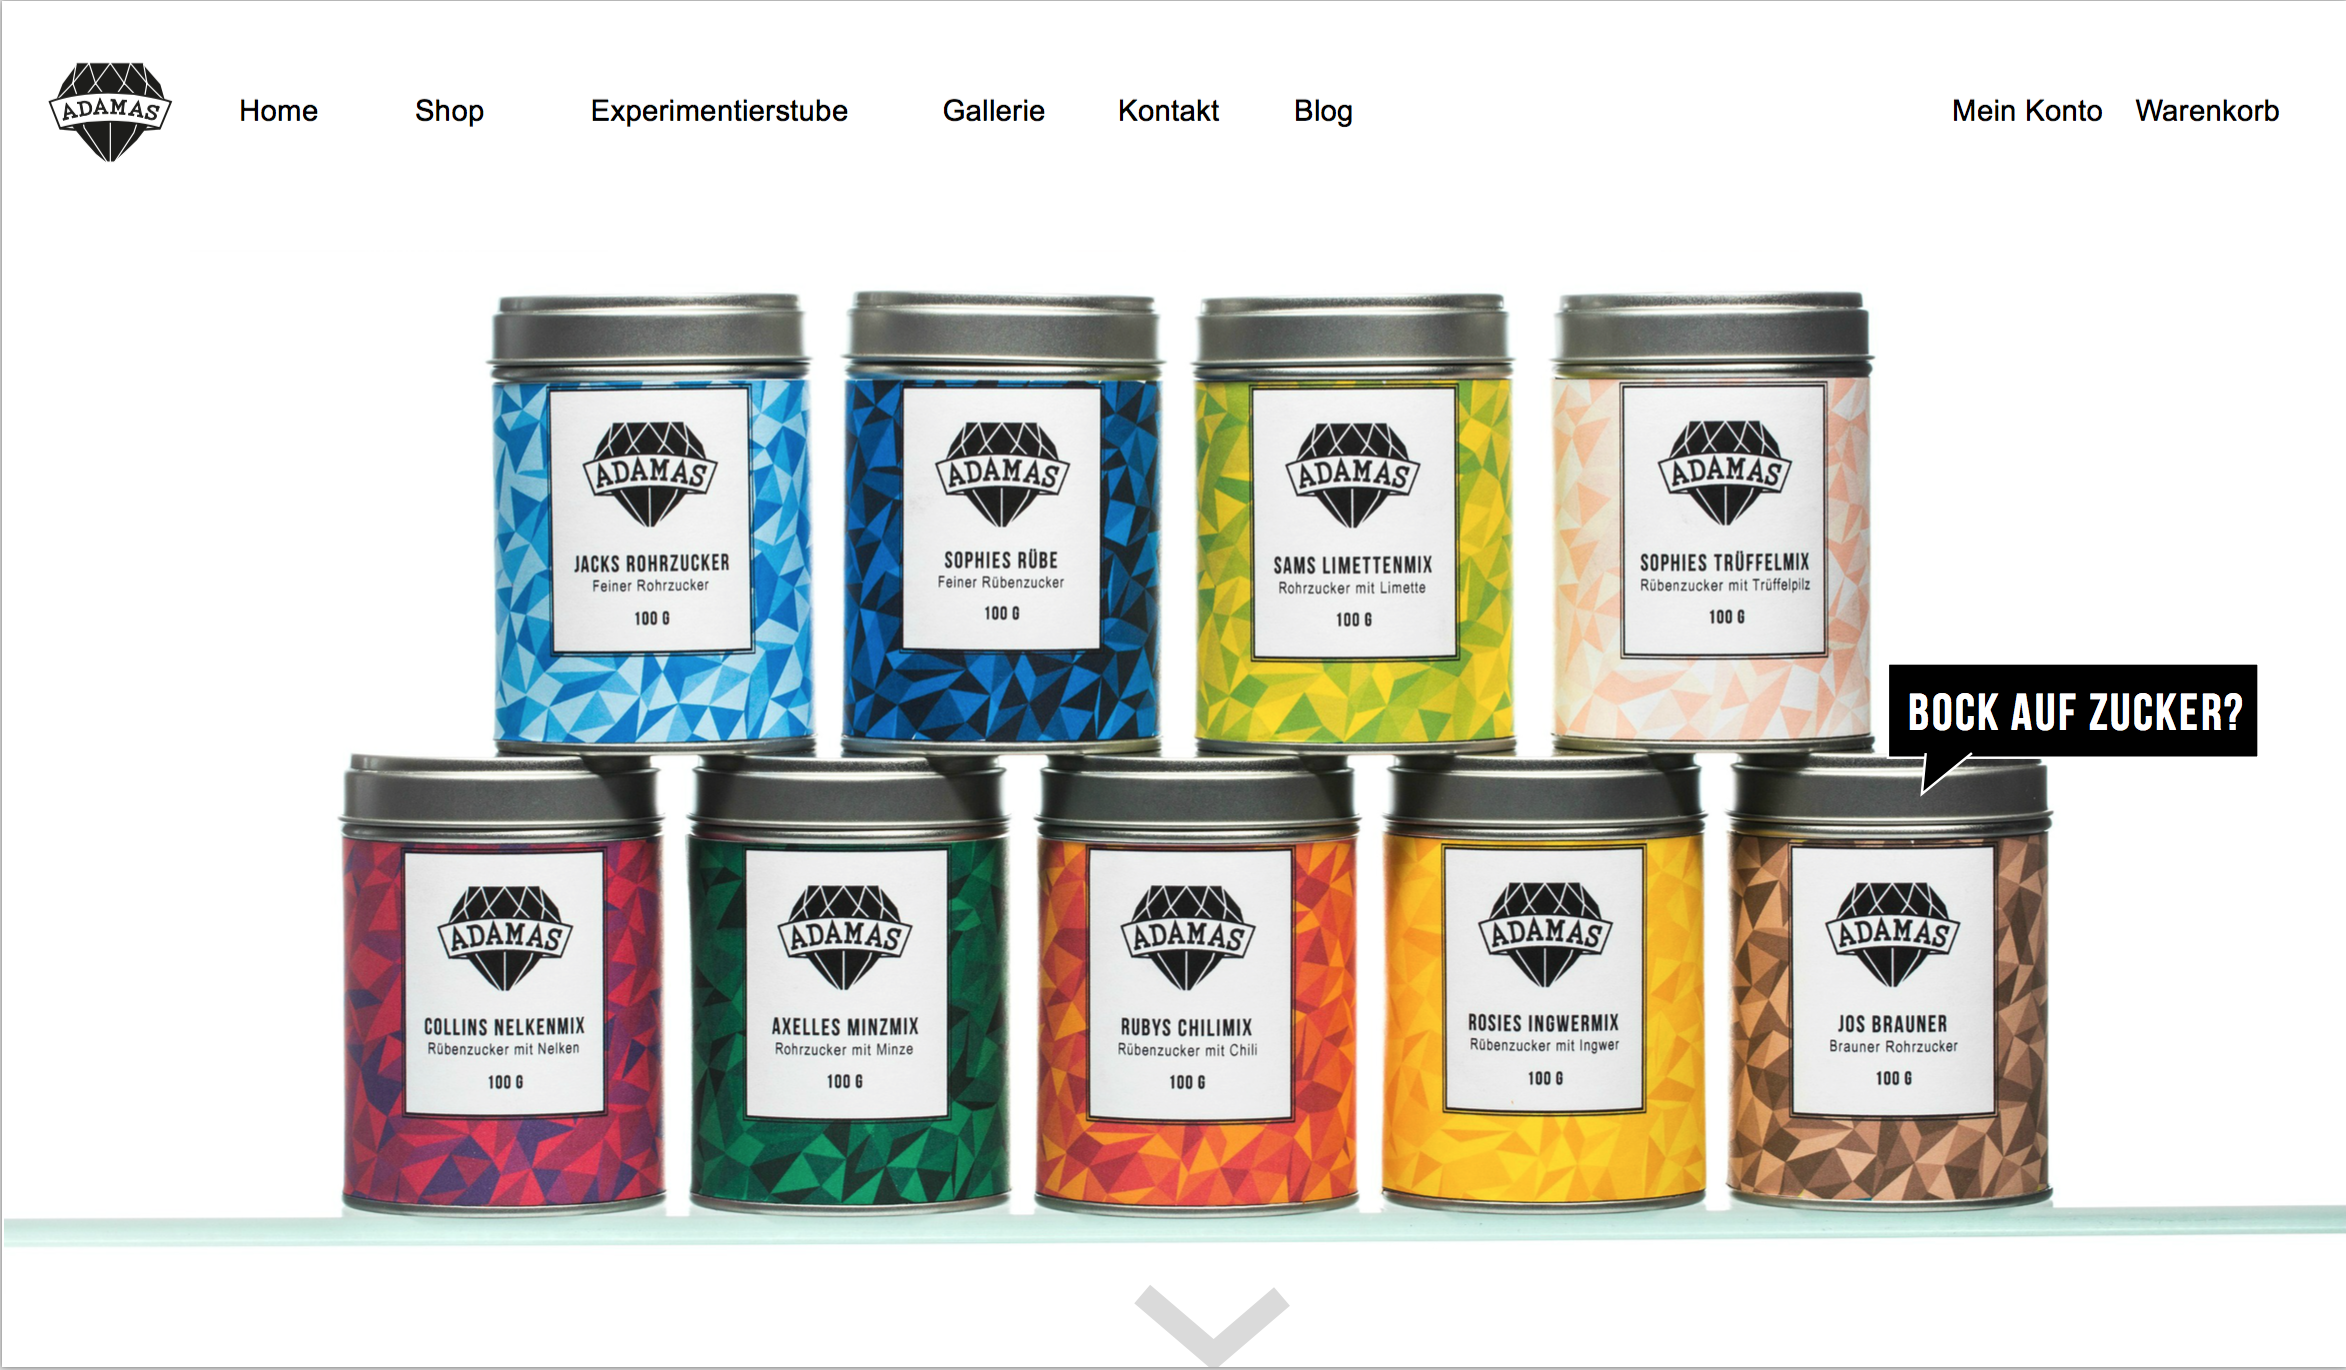 ADAMAS
Home Shop Experimentierstube Gallerie Kontakt Blog Mein Konto Warenkorb
ADAMAS
JACKS ROHRZUCKER
Feiner Rohrzucker
100 G
ADAMAS
SOPHIES RÜBE
Feiner Rübenzucker
100 G
ADAMAS
SAMS LIMETTENMIX
Rohrzucker mit Limette
100 G
ADAMAS
SOPHIES TRÜFFELMIX
Rübenzucker mit Trüffelpilz
100 G
BOCK AUF ZUCKER?
ADAMAS
COLLINS NELKENMIX
Rübenzucker mit Nelken
100 G
ADAMAS
AXELLES MINZMIX
Rohrzucker mit Minze
100 G
ADAMAS
RUBYS CHILIMIX
Rübenzucker mit Chili
100 G
ADAMAS
ROSIES INGWERMIX
Rübenzucker mit Ingwer
100 G
ADAMAS
JOS BRAUNER
Brauner Rohrzucker
100 G